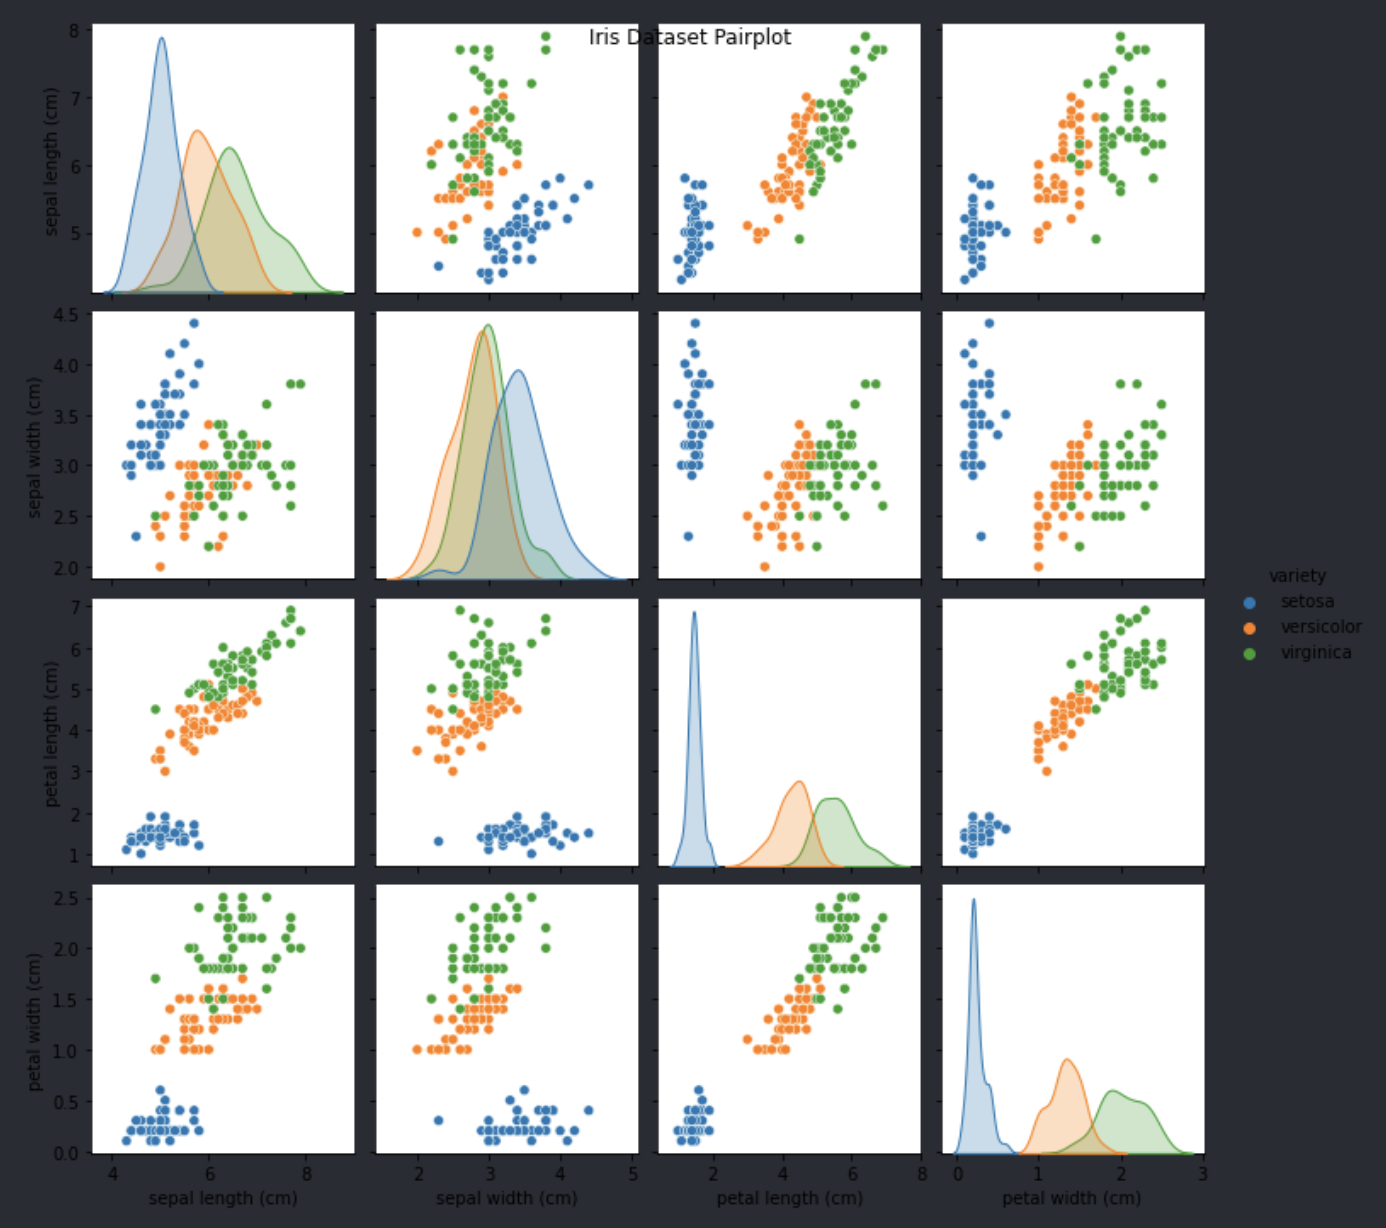 Iris Dataset Pairplot
8
7
6
5
sepal length (cm)
4.5
4.0
3.5
3.0
2.5
2.0
sepal width (cm)
7
6
5
4
3
2
1
petal length (cm)
2.5
2.0
1.5
1.0
0.5
0.0
petal width (cm)
4 6 8
sepal length (cm)
2 3 4 5
sepal width (cm)
2 4 6 8
petal length (cm)
0 1 2 3
petal width (cm)
variety
setosa
versicolor
virginica